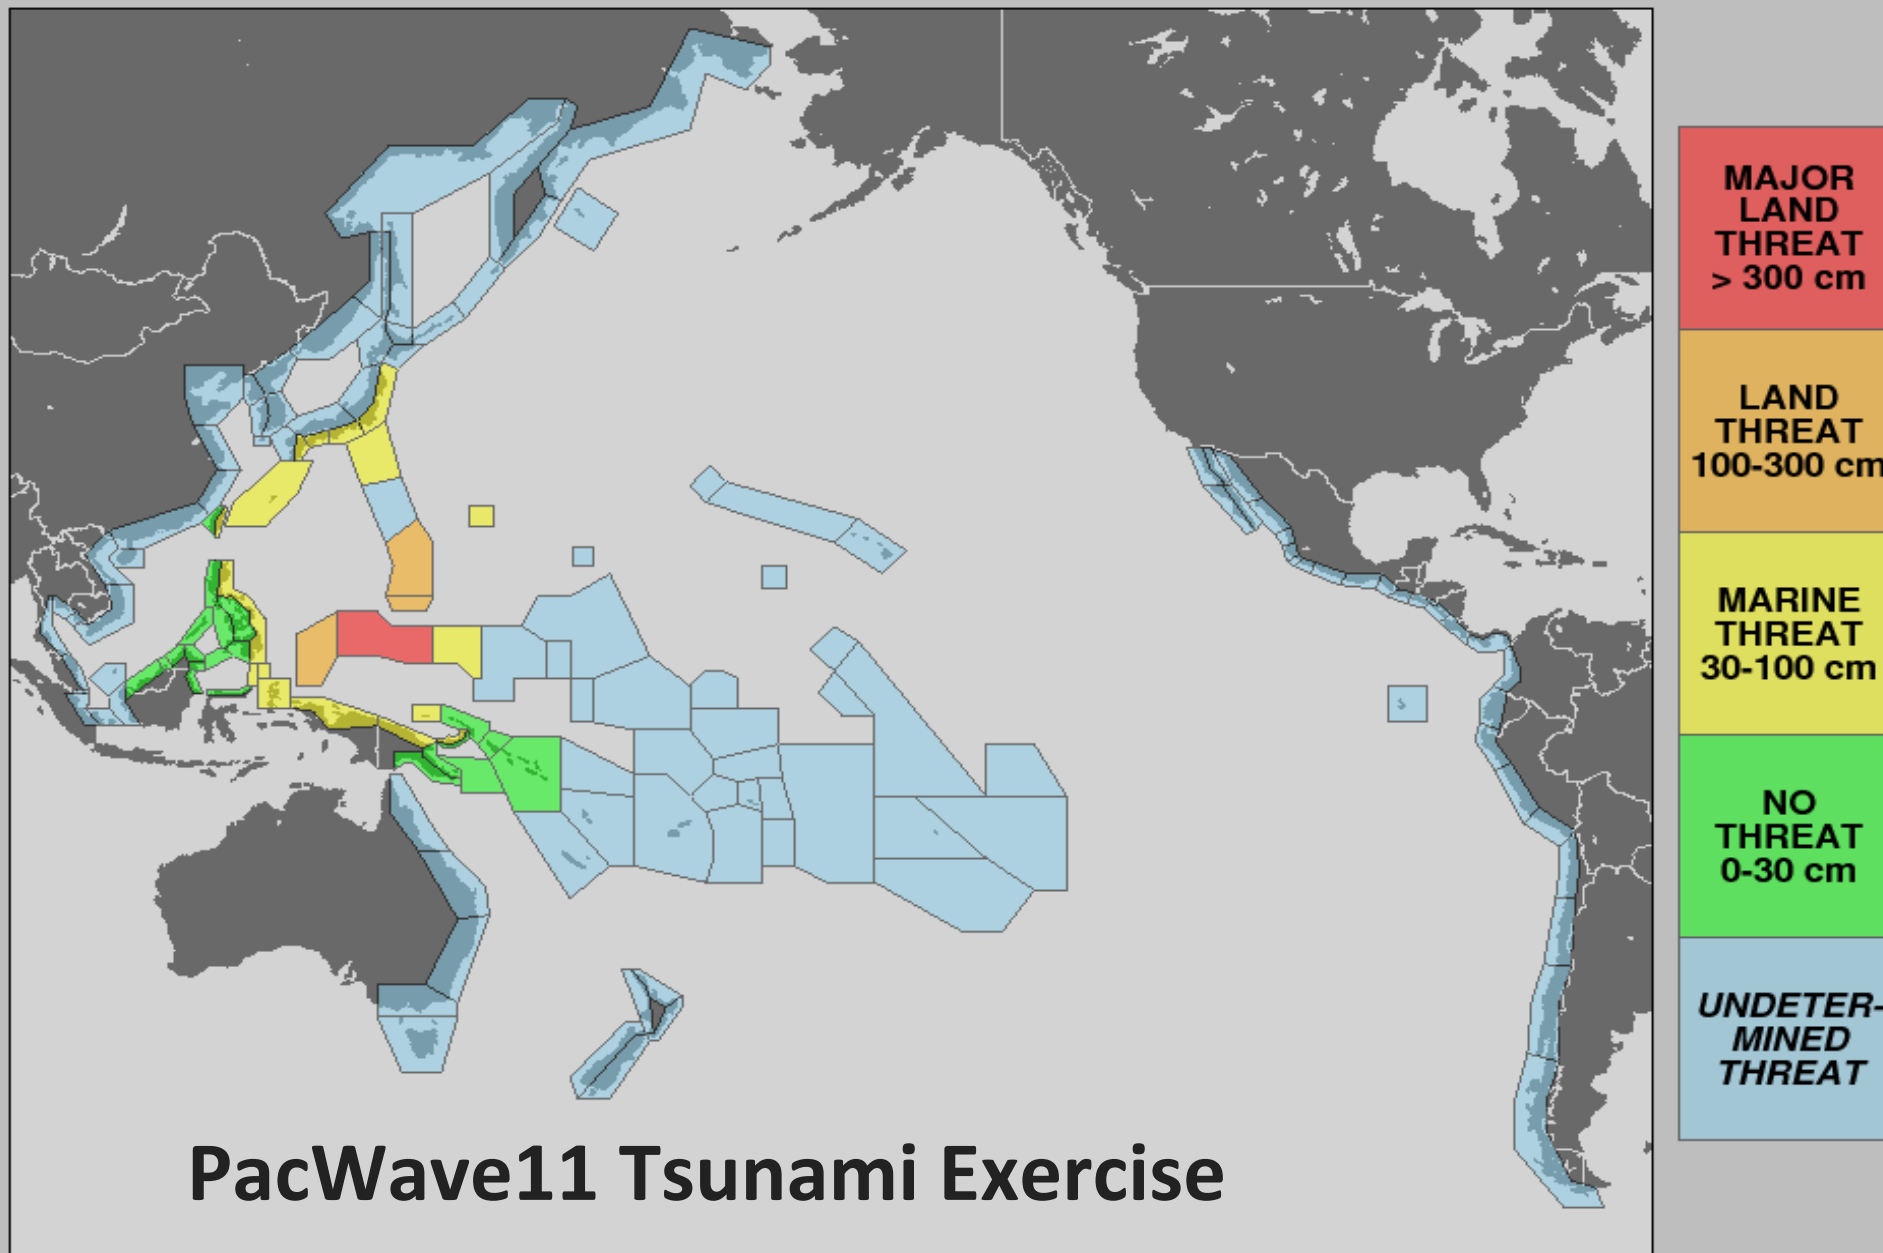 MAJOR
LAND
THREAT
> 300 cm
LAND
THREAT
100-300 cm
MARINE
THREAT
30-100 cm
NO
THREAT
0-30 cm
UNDETER-
MINED
THREAT
PacWave11 Tsunami Exercise